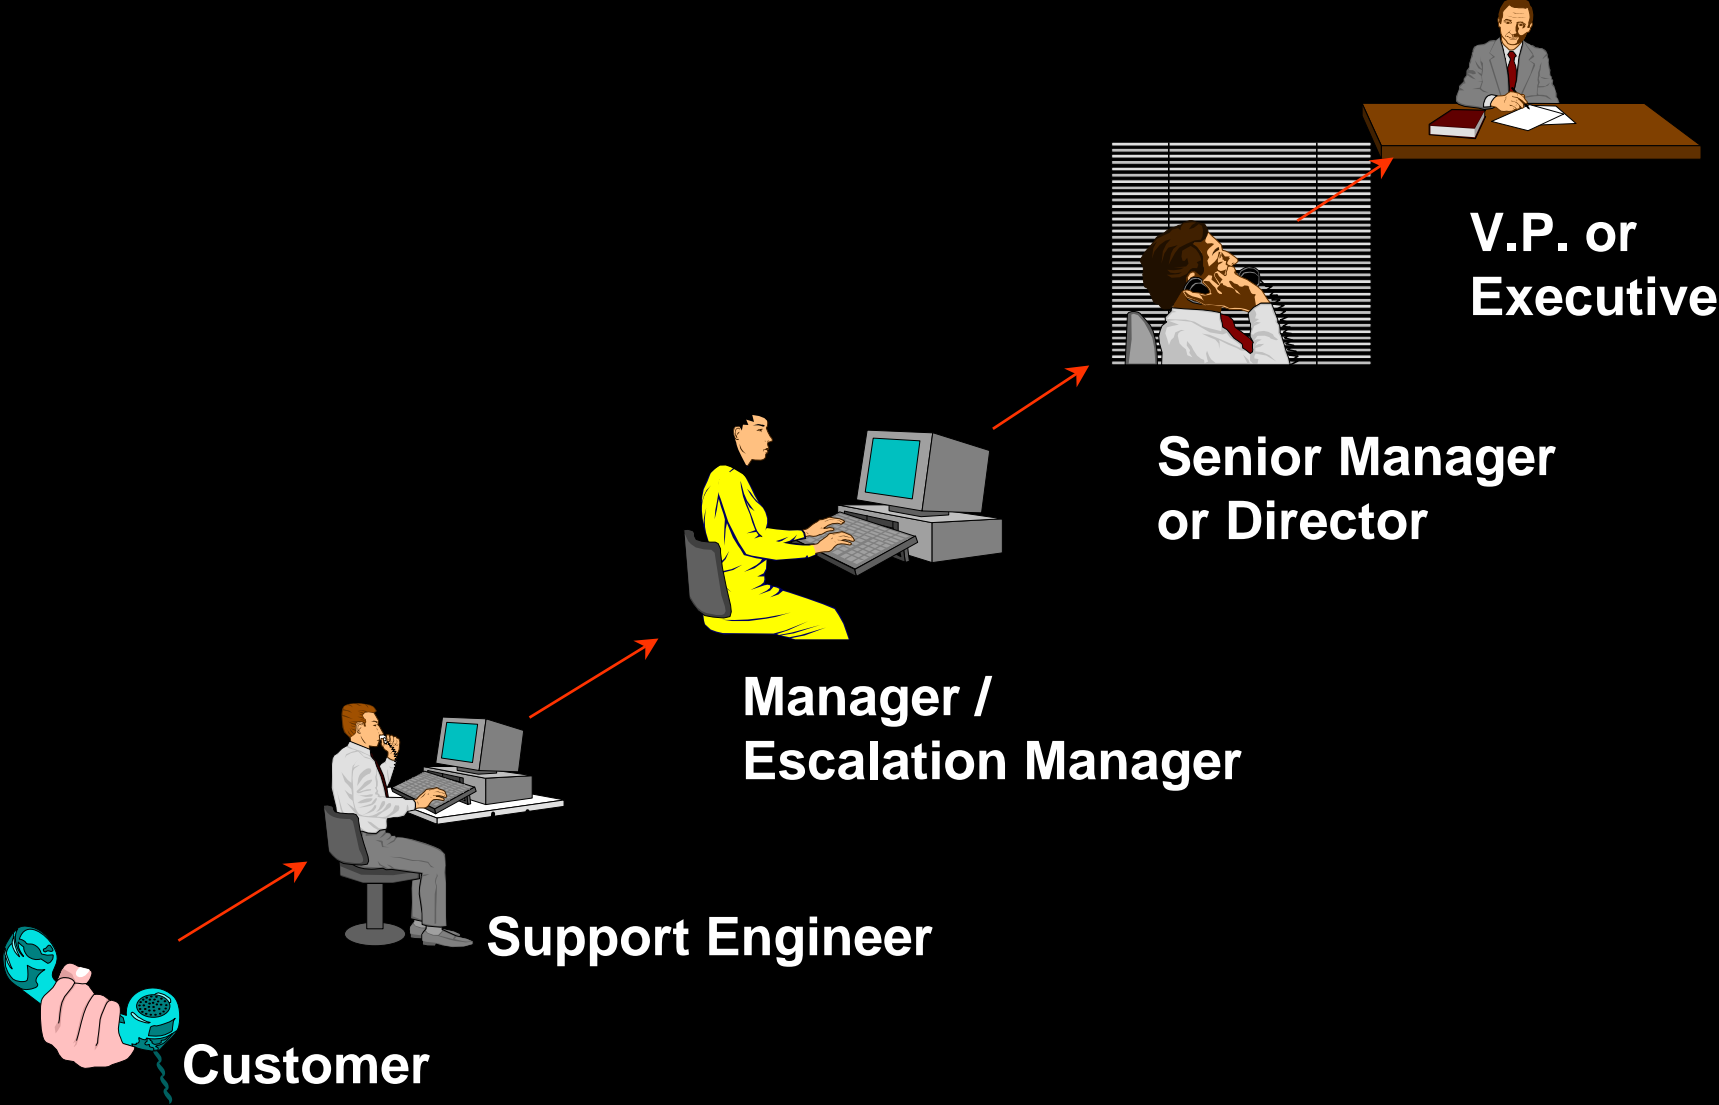 V.P. or
Executive
Senior Manager
or Director
Manager /
Escalation Manager
Support Engineer
Customer